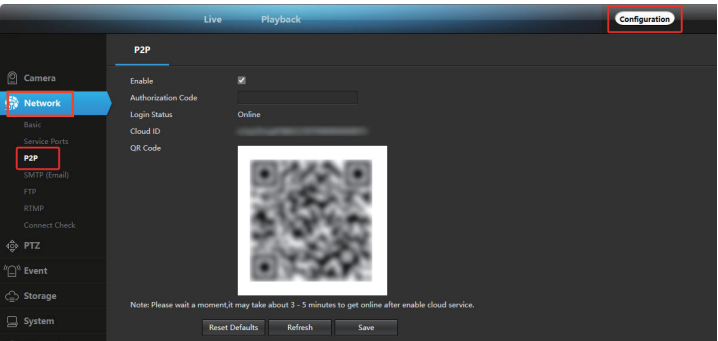 Live Playback Configuration
P2P
Camera
Network
Basic
Service Ports
P2P
SMTP (Email)
FTP
RTMP
Connect Check
PTZ
Event
Storage
System
Enable
Authorization Code
Login Status Online
Cloud ID
QR Code
Note: Please wait a moment,it may take about 3 - 5 minutes to get online after enable cloud service.
Reset Defaults Refresh Save